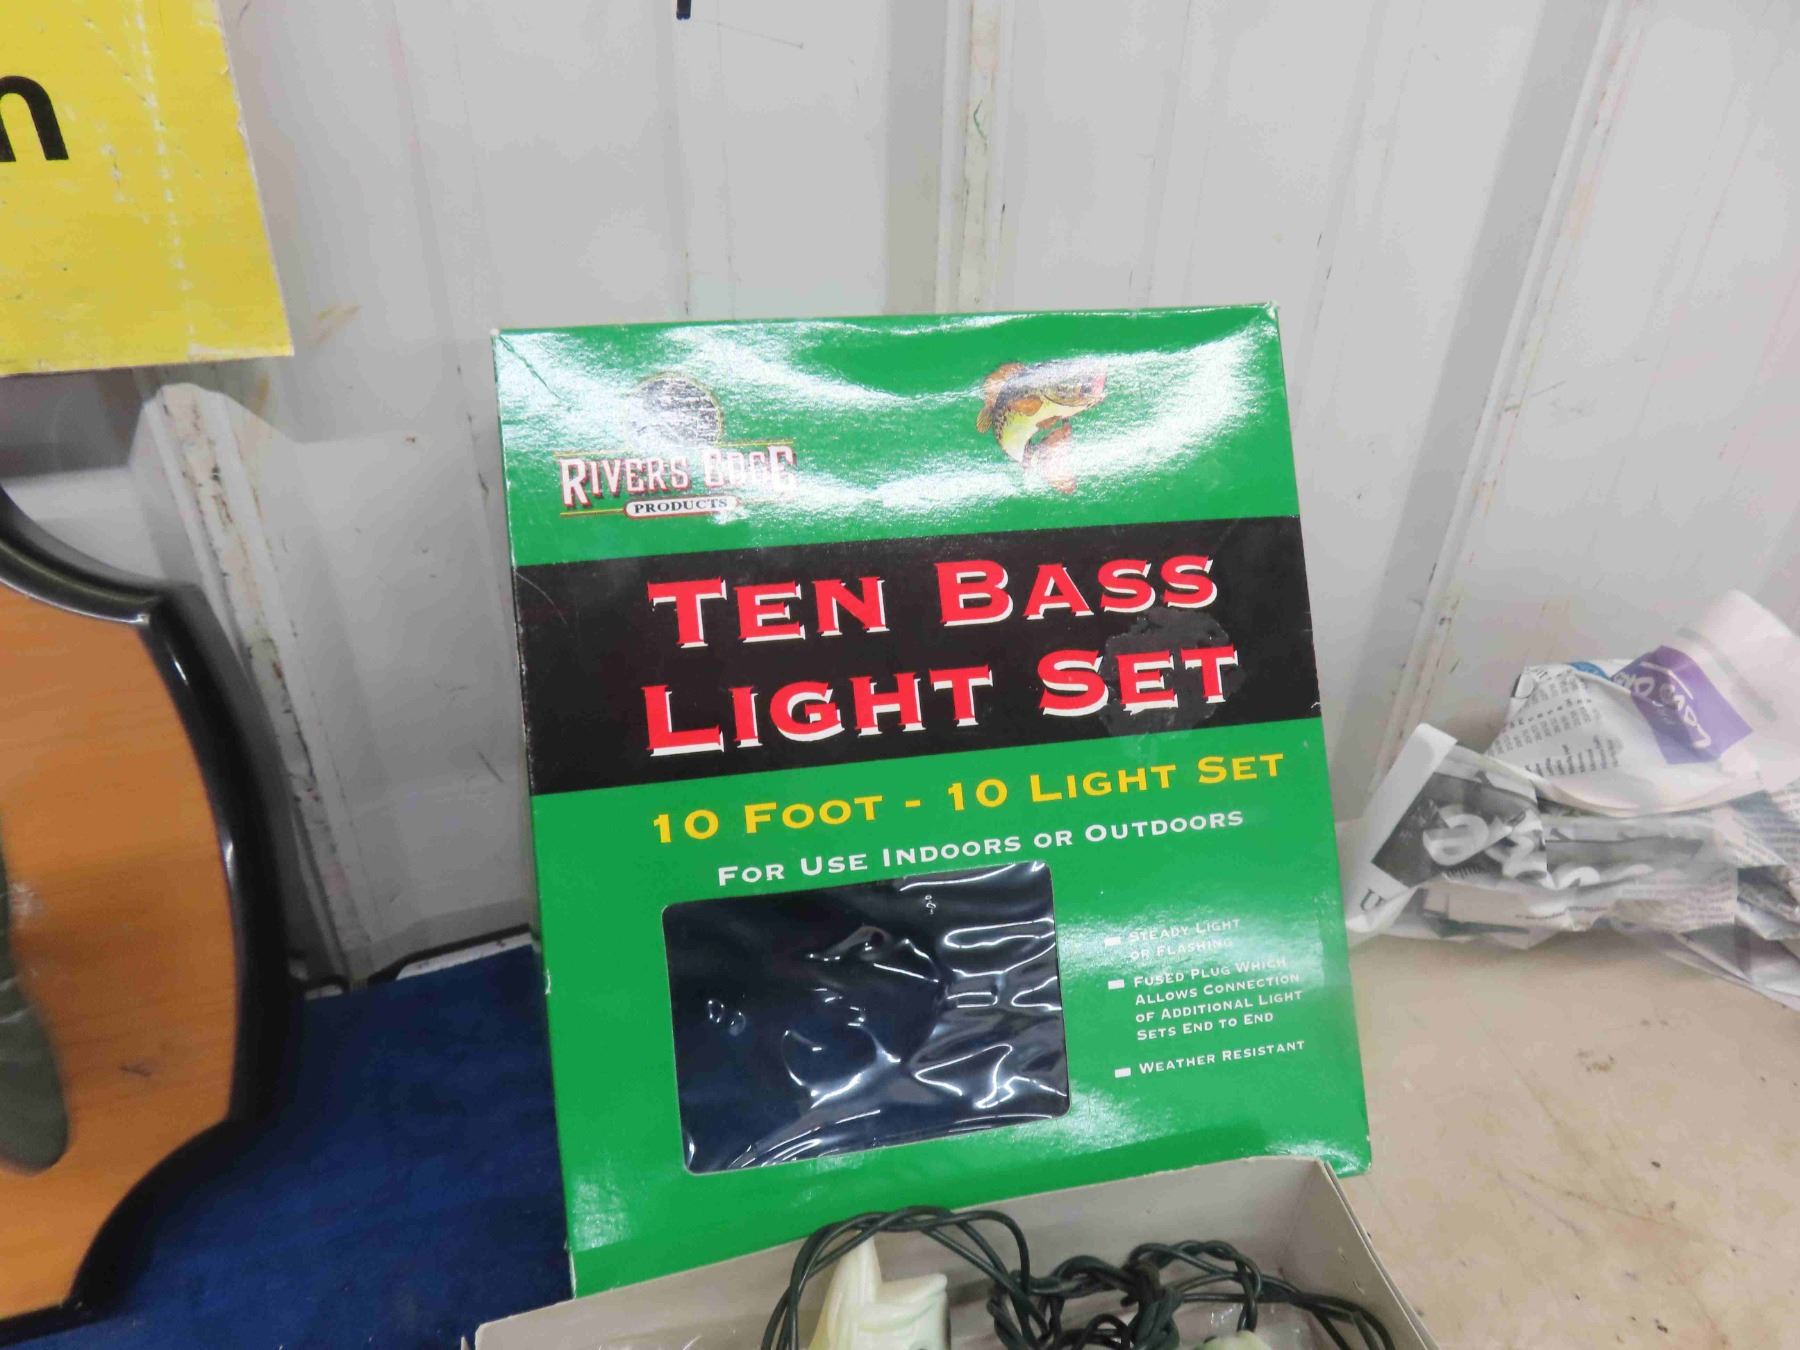 n
RIVERS EDGE
PRODUCTS
TEN BASS
LIGHT SET
10 FOOT - 10 LIGHT SET
FOR USE INDOORS OR OUTDOORS
STEADY LIGHT
OR FLASHING
FUSED PLUG WHICH
ALLOWS CONNECTION
OF ADDITIONAL LIGHT
SETS END TO END
WEATHER RESISTANT